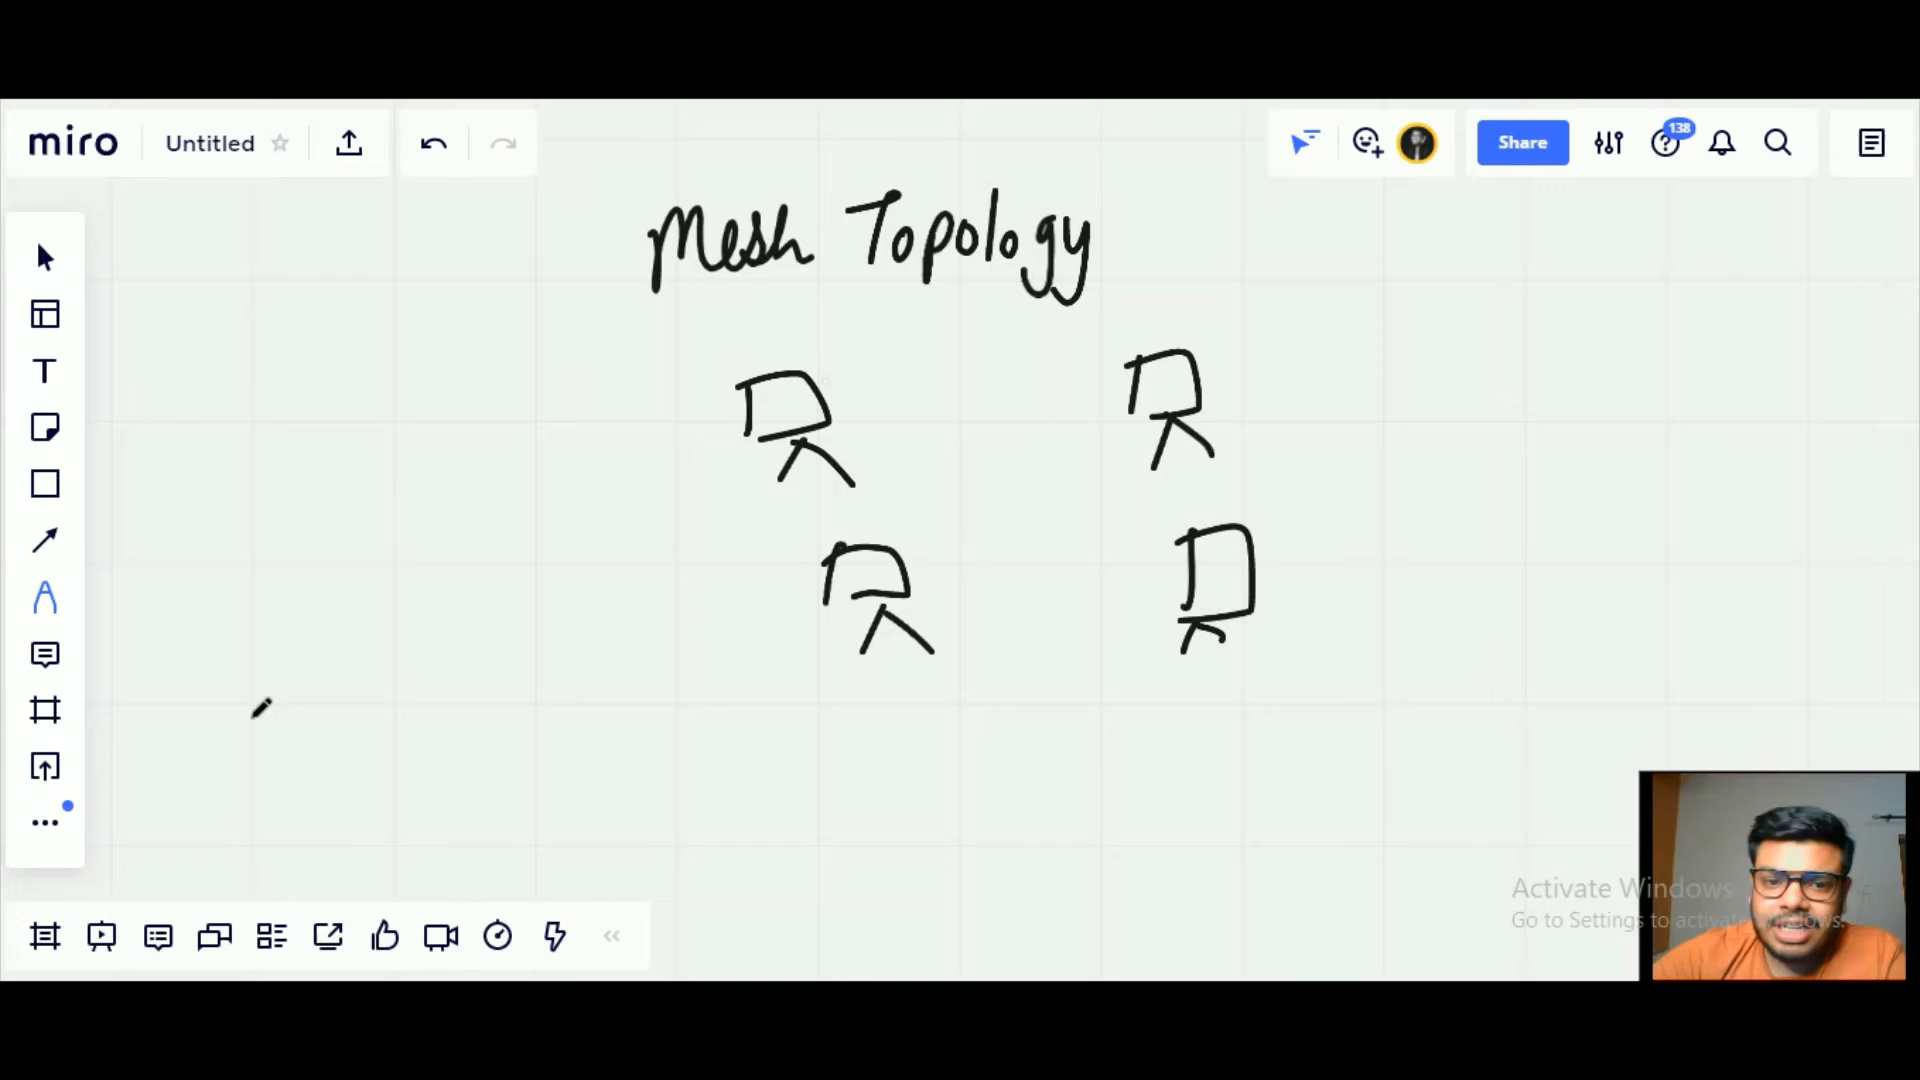 miro
Untitled
Share
138
Mesh Topology
T
Activate Windows
Go to Settings to activate Windows.